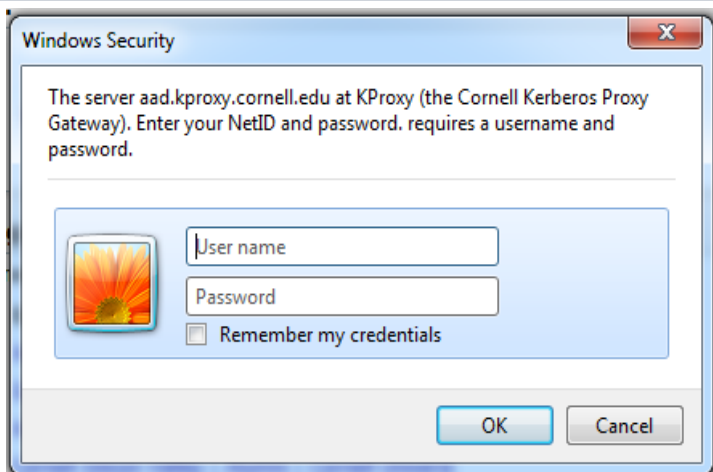 Windows Security
The server aad.kproxy.cornell.edu at KProxy (the Cornell Kerberos Proxy
Gateway). Enter your NetID and password. requires a username and
password.
User name
Password
Remember my credentials
OK
Cancel